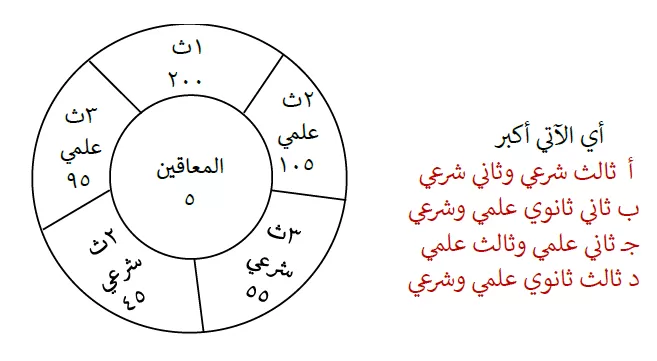 ١ث
٢٠٠
٢ث
علمي
١٠٥
٣ث
علمي
٩٥
المعاقين
٥
٣ث
شرعي
٥٥
٢ث
شرعي
٤٥
أي الآتي أكبر
أ ثالث شرعي وثاني شرعي
ب ثاني ثانوي علمي وشرعي
جـ ثاني علمي وثالث علمي
د ثالث ثانوي علمي وشرعي